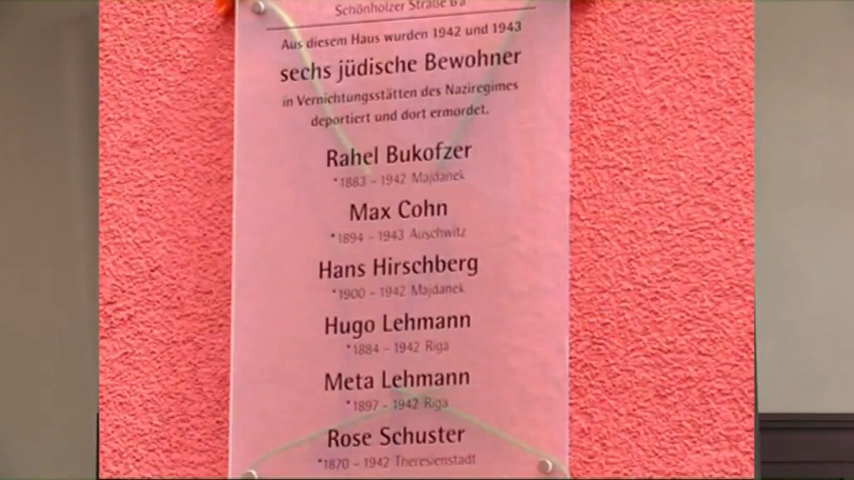 Schönholzer Straße 6a
Aus diesem Haus wurden 1942 und 1943
sechs jüdische Bewohner
in Vernichtungsstätten des Naziregimes
deportiert und dort ermordet.
Rahel Bukofzer
*1883 – 1942 Majdanek
Max Cohn
*1894 – 1943 Auschwitz
Hans Hirschberg
*1900 – 1942 Majdanek
Hugo Lehmann
*1884 – 1942 Riga
Meta Lehmann
*1897 – 1942 Riga
Rose Schuster
*1870 – 1942 Theresienstadt